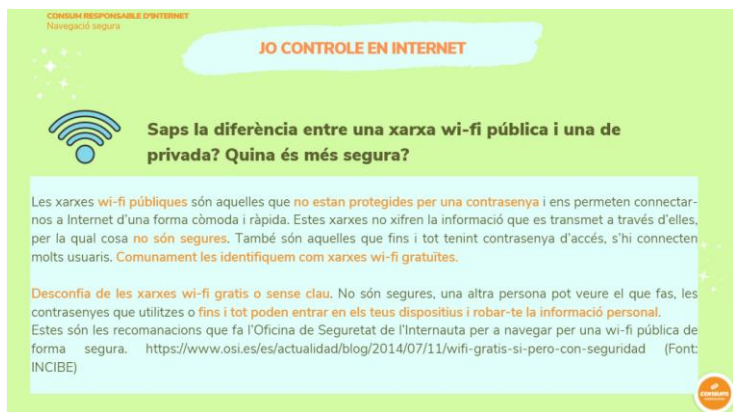 CONSUM RESPONSABLE D'INTERNET
Navegació segura
JO CONTROLE EN INTERNET
Saps la diferència entre una xarxa wi-fi pública i una de
privada? Quina és més segura?
Les xarxes wi-fi públiques són aquelles que no estan protegides per una contrasenya i ens permeten connectar-
nos a Internet d'una forma còmoda i ràpida. Estes xarxes no xifren la informació que es transmet a través d'elles,
per la qual cosa no són segures. També són aquelles que fins i tot tenint contrasenya d'accés, s'hi connecten
molts usuaris. Comunament les identifiquem com xarxes wi-fi gratuïtes.
Desconfia de les xarxes wi-fi gratis o sense clau. No són segures, una altra persona pot veure el que fas, les
contrasenyes que utilitzes o fins i tot poden entrar en els teus dispositius i robar-te la informació personal.
Estes són les recomanacions que fa l'Oficina de Seguretat de l'Internauta per a navegar per una wi-fi pública de
forma segura. https://www.osi.es/es/actualidad/blog/2014/07/11/wifi-gratis-si-pero-con-seguridad (Font:
INCIBE)